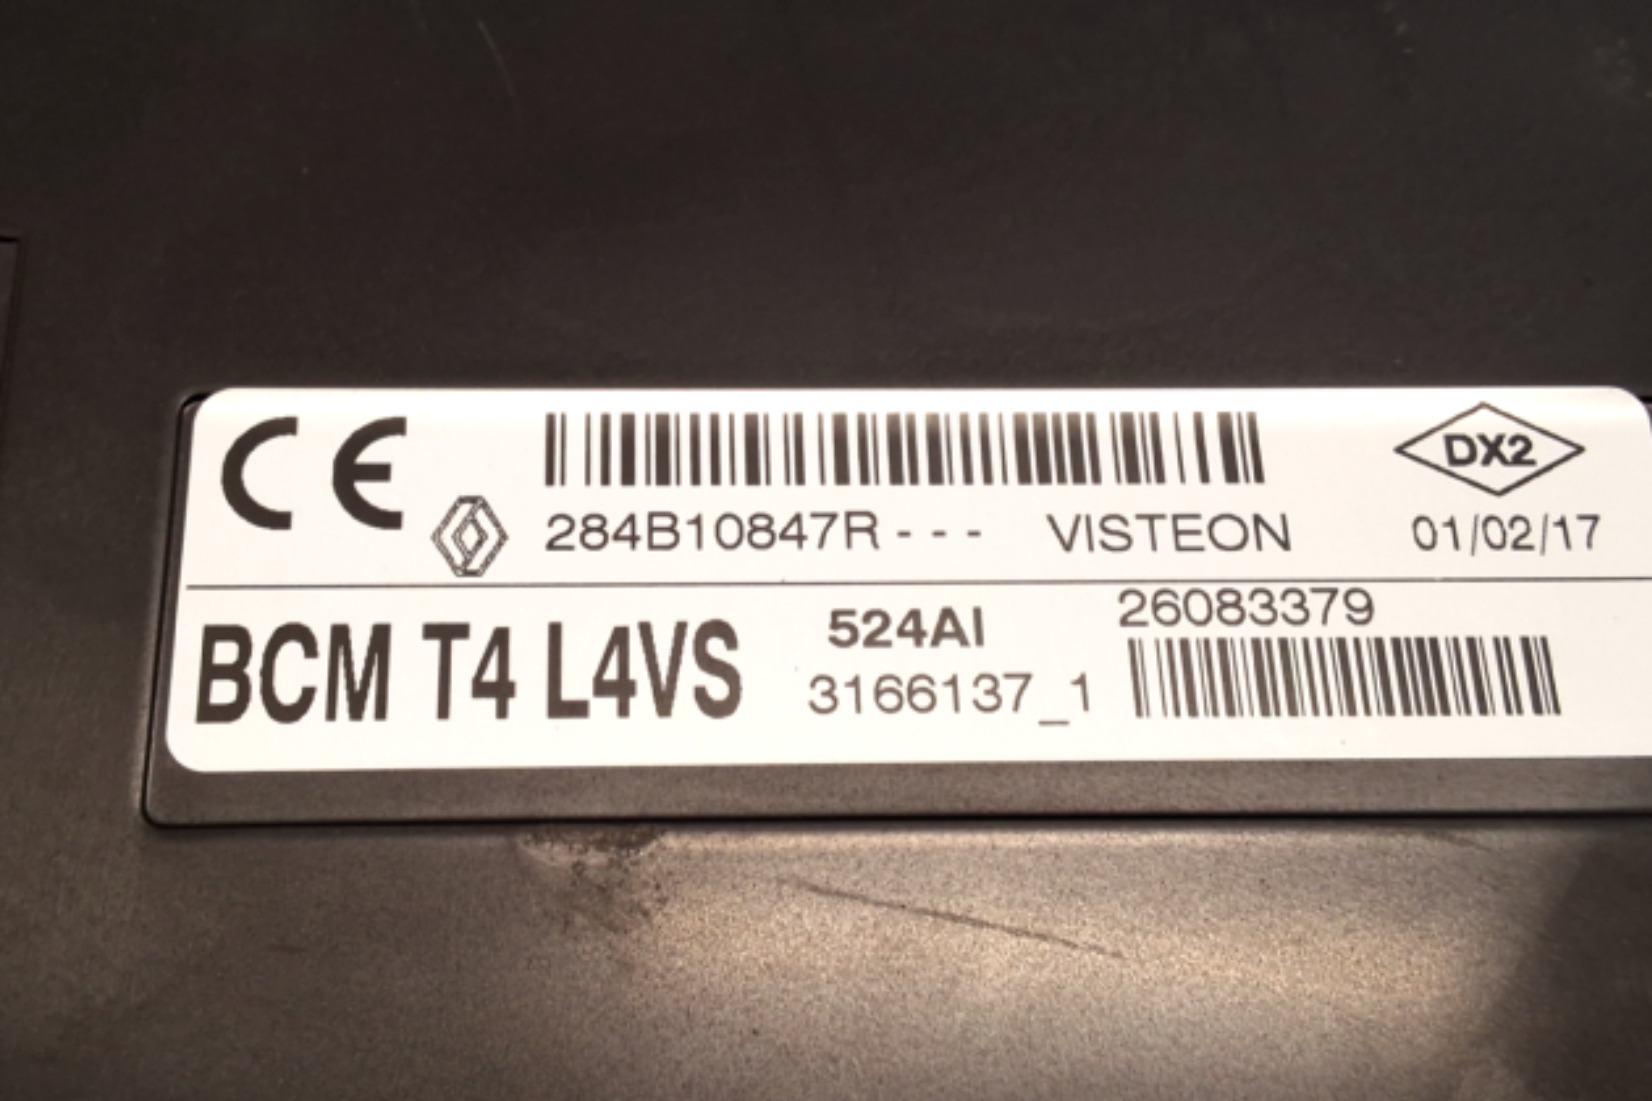 CE
284B10847R - - - VISTEON
DX2
01/02/17
BCM T4 L4VS
524AI
3166137_1
26083379